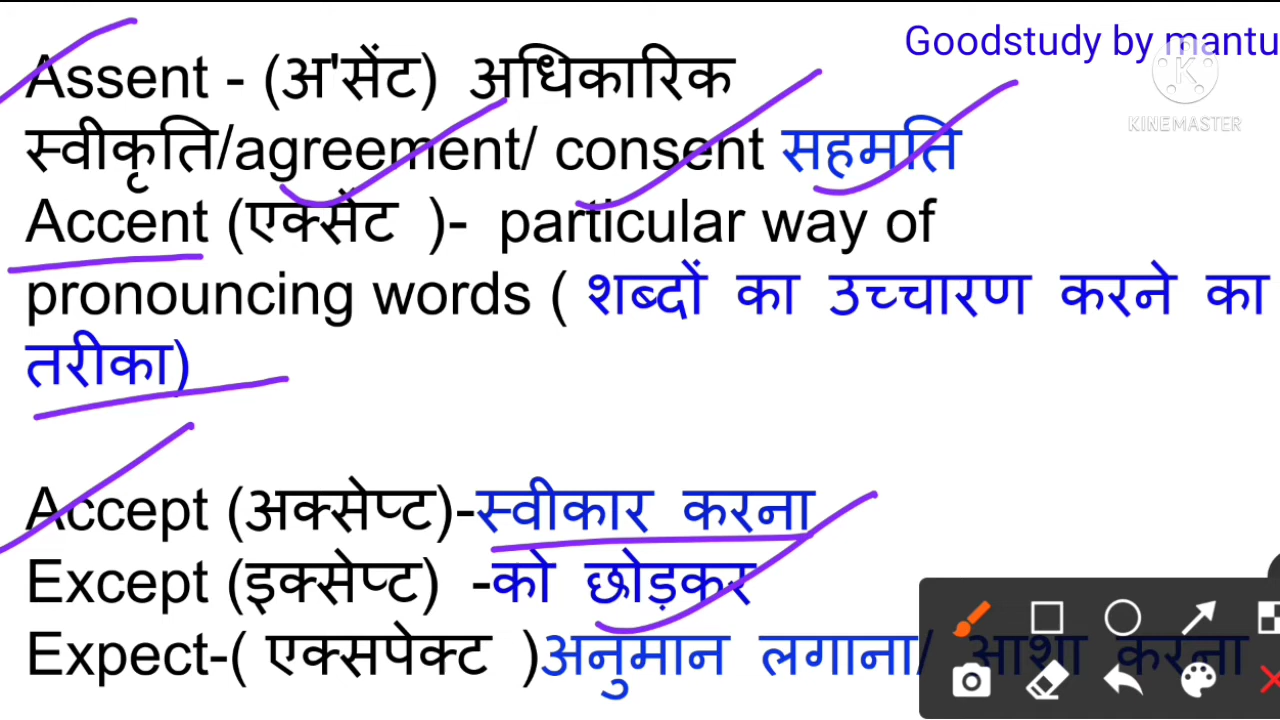 Goodstudy by mantu
KINEMASTER
Assent - (अ'सेंट) अधिकारिक
स्वीकृति/agreement/ consent सहमति
Accent (एक्सेंट )- particular way of
pronouncing words ( शब्दों का उच्चारण करने का
तरीका)
Accept (अक्सेप्ट)-स्वीकार करना
Except (इक्सेप्ट) -को छोड़कर
Expect-( एक्सपेक्ट )अनुमान लगाना/ आशा करना